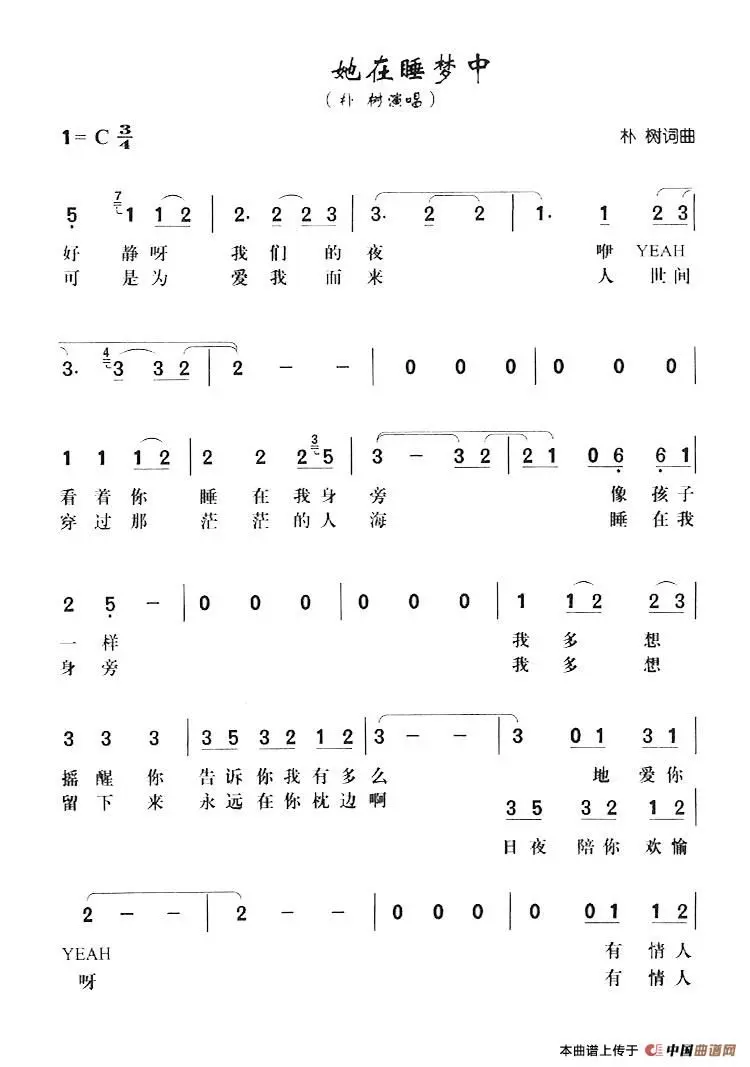 她在睡梦中
(朴 树演唱)
1= C 3/4
朴 树词曲
5 7 1 1 2 | 2. 2 2 3 | 3. 2 2 | 1. 1 2 3 |
好 静 呀 我 们 的 夜 咿 YEAH
可 是 为 爱 我 而 来 人 世 间
3. 4 3 3 2 | 2 - - | 0 0 0 | 0 0 0 |
1 1 1 2 | 2 2 3 2 5 | 3 - 3 2 | 2 1 0 6 6 1 |
看 着 你 睡 在 我 身 旁 像 孩 子
穿 过 那 茫 茫 的 人 海 睡 在 我
2 5 - | 0 0 0 | 0 0 0 | 1 1 2 2 3 |
一 样 我 多 想
身 旁 我 多 想
3 3 3 | 3 5 3 2 1 2 | 3 - - | 3 0 1 3 1 |
摇 醒 你 告 诉 你 我 有 多 么 地 爱 你
留 下 来 永 远 在 你 枕 边 啊
3 5 3 2 1 2
日 夜 陪 你 欢 愉
2 - - | 2 - - | 0 0 0 | 0 0 1 1 2 |
YEAH 有 情 人
呀 有 情 人
本曲谱上传于 中国曲谱网